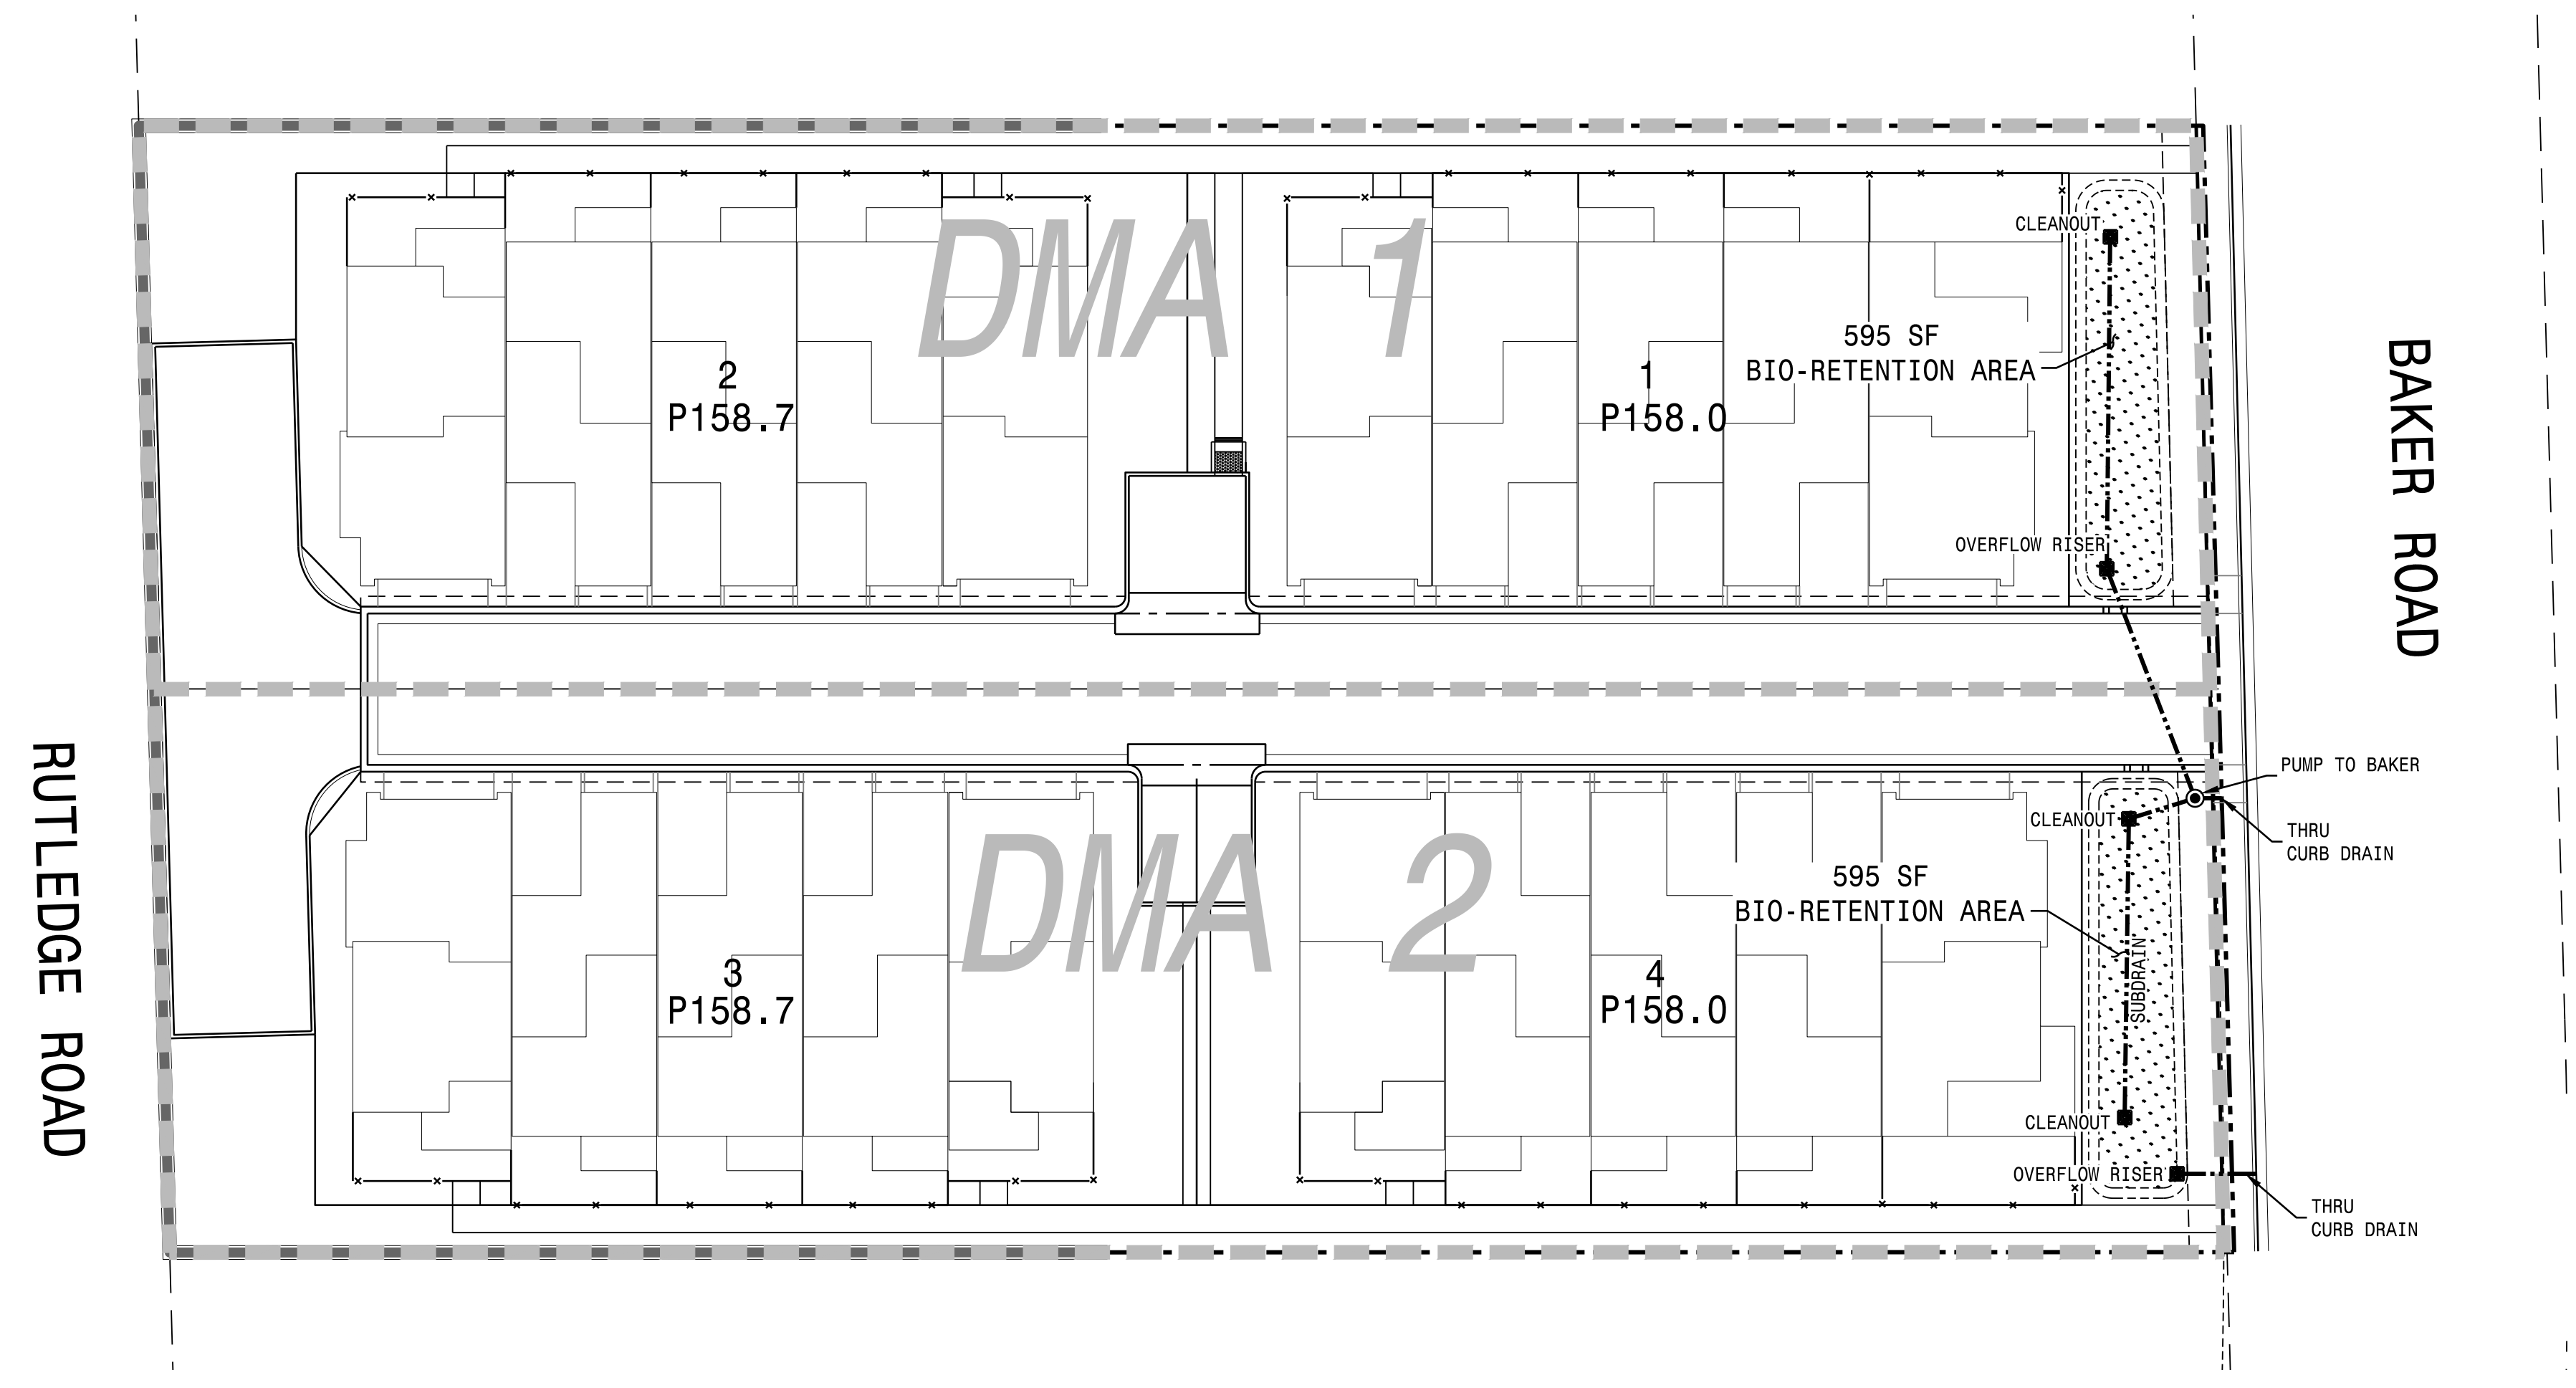 CLEANOUT
DMA 1
595 SF
BIO-RETENTION AREA
2
P158.7
1
P158.0
OVERFLOW RISER
BAKER ROAD
RUTLEDGE ROAD
PUMP TO BAKER
CLEANOUT
THRU
CURB DRAIN
DMA 2
595 SF
BIO-RETENTION AREA
SUBDRAIN
3
P158.7
4
P158.0
CLEANOUT
OVERFLOW RISER
THRU
CURB DRAIN